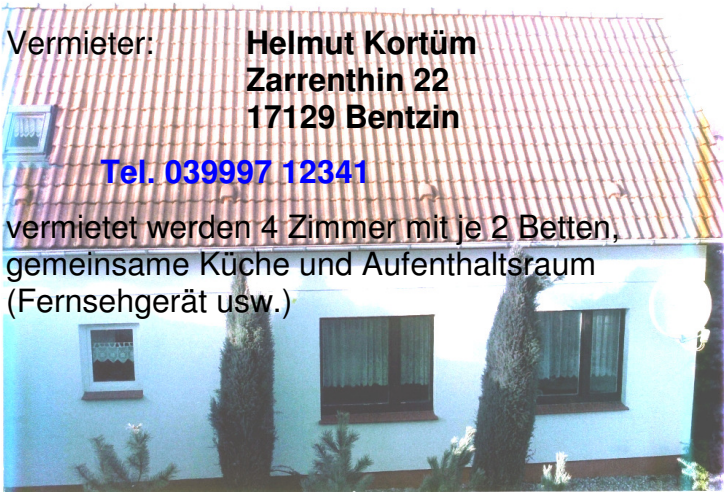 Vermieter: Helmut Kortüm
Zarrenthin 22
17129 Bentzin
Tel. 039997 12341
vermietet werden 4 Zimmer mit je 2 Betten,
gemeinsame Küche und Aufenthaltsraum
(Fernsehgerät usw.)